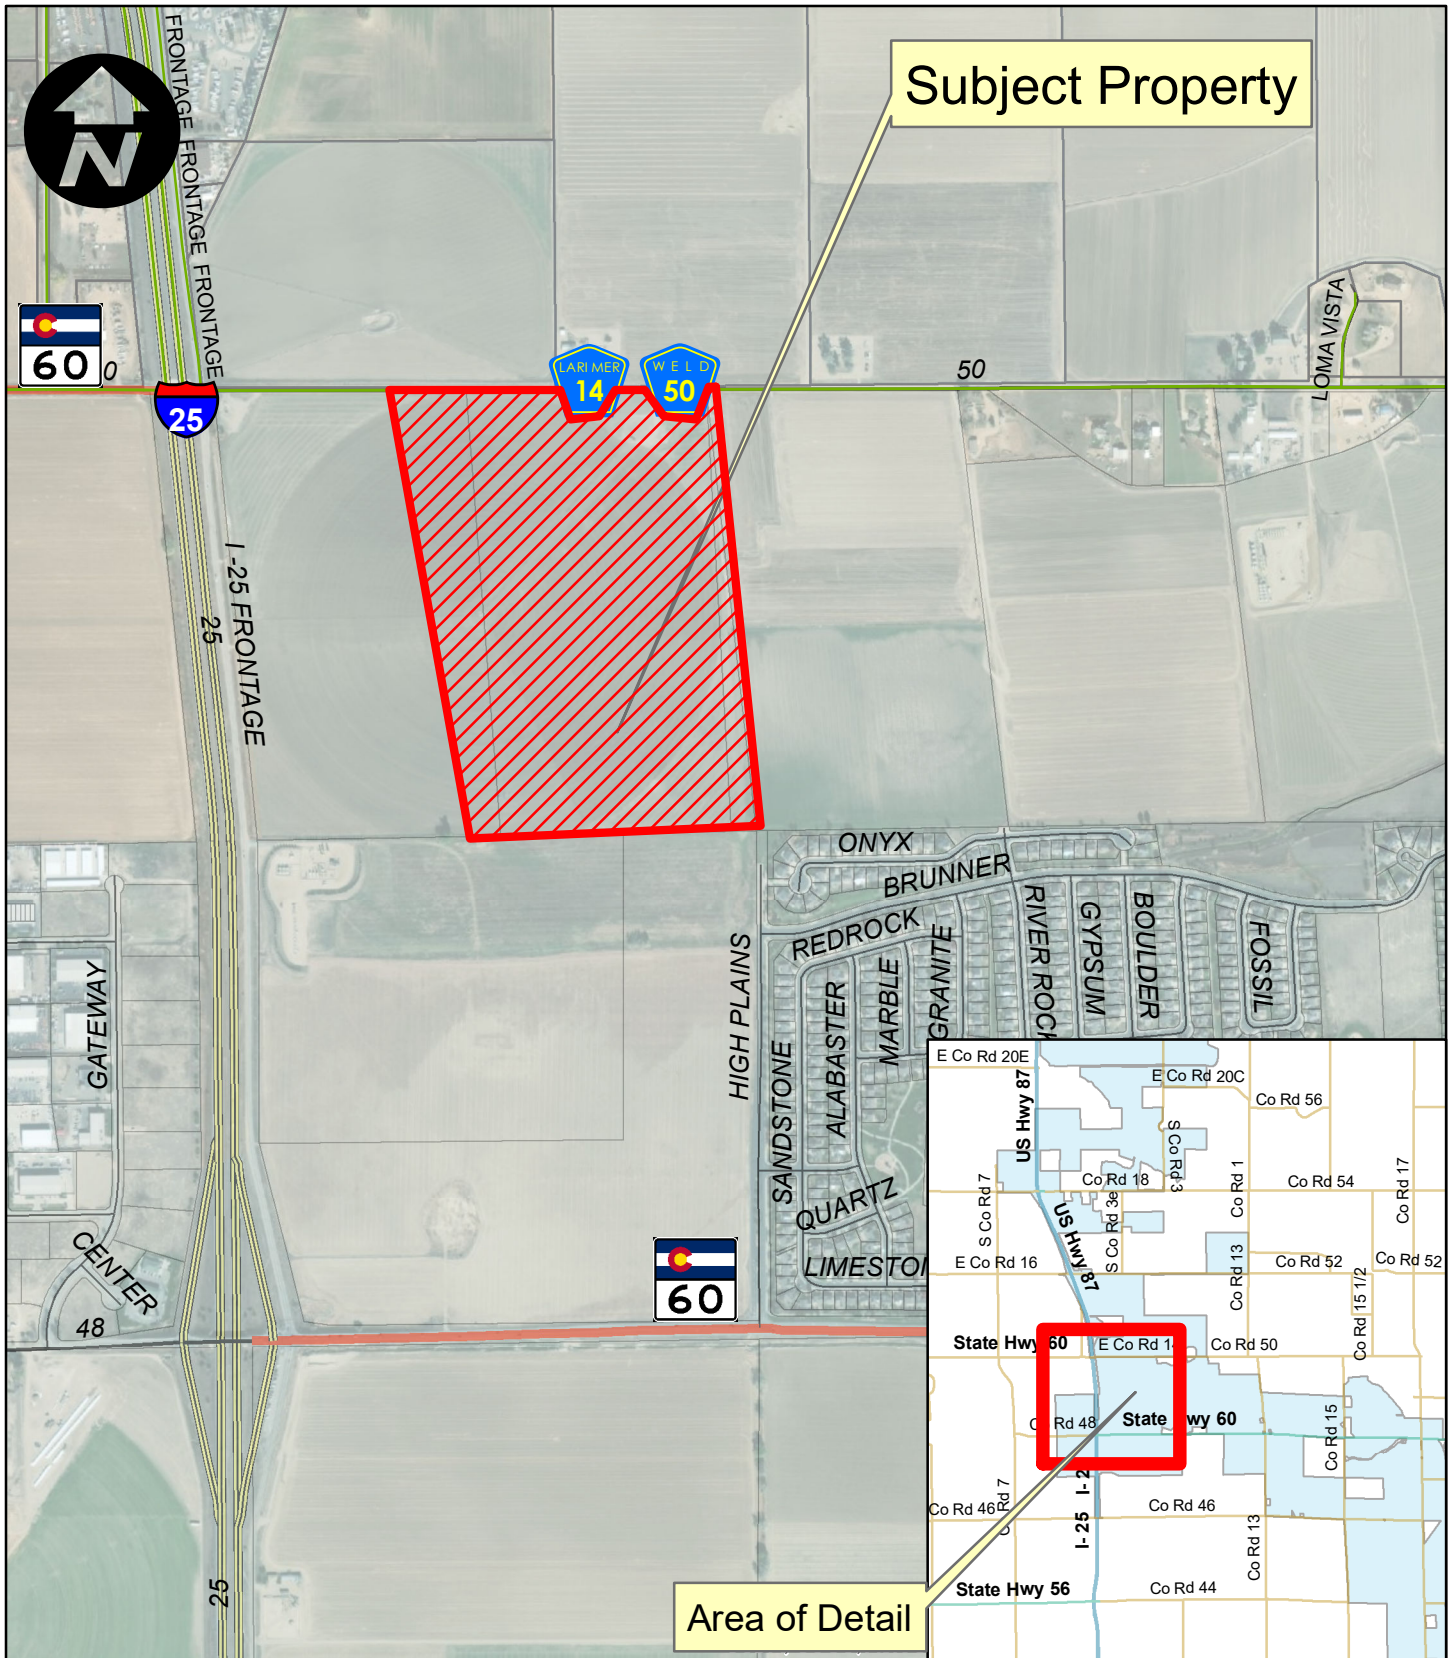 FRONTAGE
FRONTAGE
FRONTAGE
N
Subject Property
60
0
25
LARIMER
14
WELD
50
50
LOMA VISTA
I-25 FRONTAGE
25
ONYX
BRUNNER
REDROCK
RIVER ROCK
GYPSUM
BOULDER
FOSSIL
GRANITE
MARBLE
ALABASTER
SANDSTONE
HIGH PLAINS
GATEWAY
QUARTZ
CENTER
60
48
25
Area of Detail
E Co Rd 20E
E Co Rd 20C
Co Rd 56
US Hwy 87
S Co Rd 3
Co Rd 1
Co Rd 17
Co Rd 18
Co Rd 54
S Co Rd 7
S Co Rd 3e
US Hwy 87
E Co Rd 16
Co Rd 13
Co Rd 52
Co Rd 52
Co Rd 15 1/2
State Hwy 60
E Co Rd 14
Co Rd 50
Rd 48
State Hwy 60
Co Rd 15
I-25
Co Rd 46
Co Rd 46
Co Rd 13
State Hwy 56
Co Rd 44